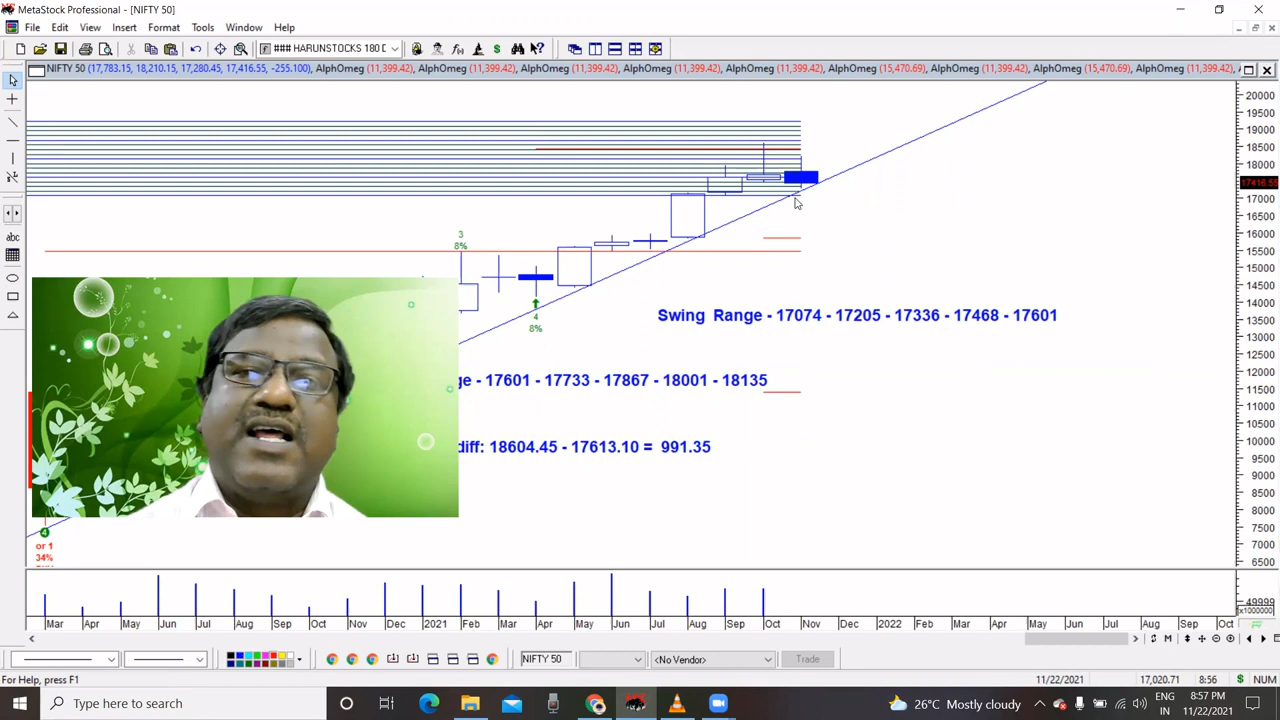 MetaStock Professional - [NIFTY 50]
File Edit View Insert Format Tools Window Help
### HARUNSTOCKS 180 D
NIFTY 50 (17,783.15, 18,210.15, 17,280.45, 17,416.55, -255.100), AlphOmeg (11,399.42), AlphOmeg (11,399.42), AlphOmeg (11,399.42), AlphOmeg (11,399.42), AlphOmeg (11,399.42), AlphOmeg (15,470.69), AlphOmeg (15,470.69), AlphOmeg (11,399.42),
20000
19500
19000
18500
18000
17500
17416.55
17000
16500
16000
15500
15000
14500
14000
13500
13000
12500
12000
11500
11000
10500
10000
9500
9000
8500
8000
7500
7000
6500
3
8%
4
8%
Swing Range - 17074 - 17205 - 17336 - 17468 - 17601
ge - 17601 - 17733 - 17867 - 18001 - 18135
diff: 18604.45 - 17613.10 = 991.35
4
or 1
34%
49999
x1000000
Mar Apr May Jun Jul Aug Sep Oct Nov Dec 2021 Feb Mar Apr May Jun Jul Aug Sep Oct Nov Dec 2022 Feb Mar Apr May Jun Jul Aug Sep Oct
NIFTY 50 <No Vendor> Trade
For Help, press F1 11/22/2021 17,020.71 8:56 NUM
Type here to search
26°C Mostly cloudy
ENG
IN
8:57 PM
11/22/2021